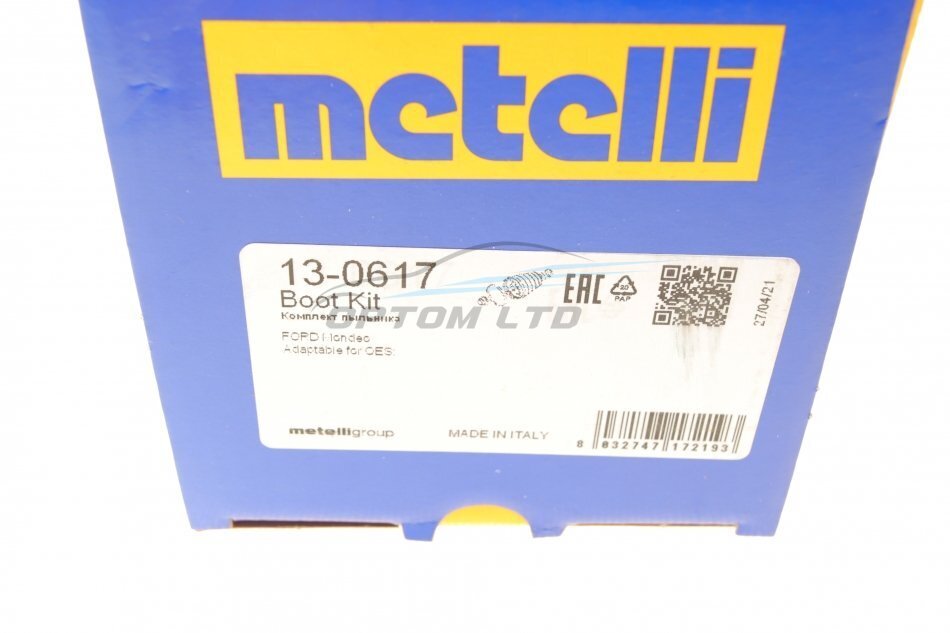 metelli
13-0617
Boot Kit
Комплект пыльника
FORD Mondeo
Adaptable for OES:
EAC
20
PAP
27/04/21
OPTOM LTD
metelligroup
MADE IN ITALY
8 032747 172193